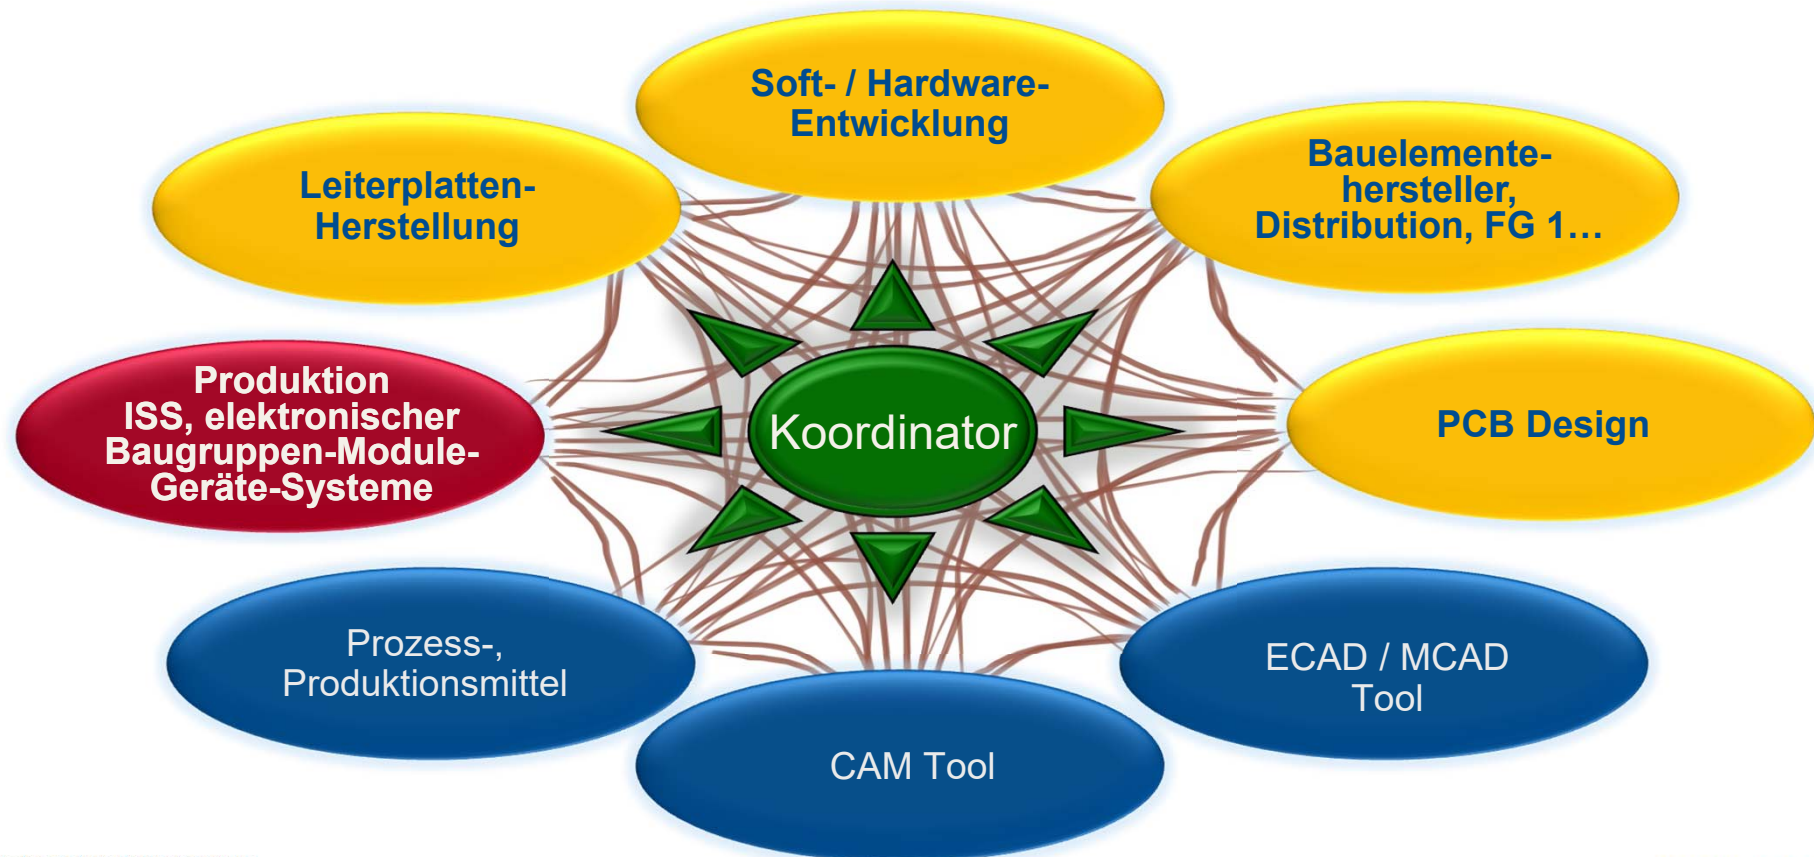 Soft- / Hardware-
Entwicklung
Leiterplatten-
Herstellung
Bauelemente-
hersteller,
Distribution, FG 1...
Produktion
ISS, elektronischer
Baugruppen-Module-
Geräte-Systeme
Koordinator
PCB Design
Prozess-,
Produktionsmittel
ECAD / MCAD
Tool
CAM Tool